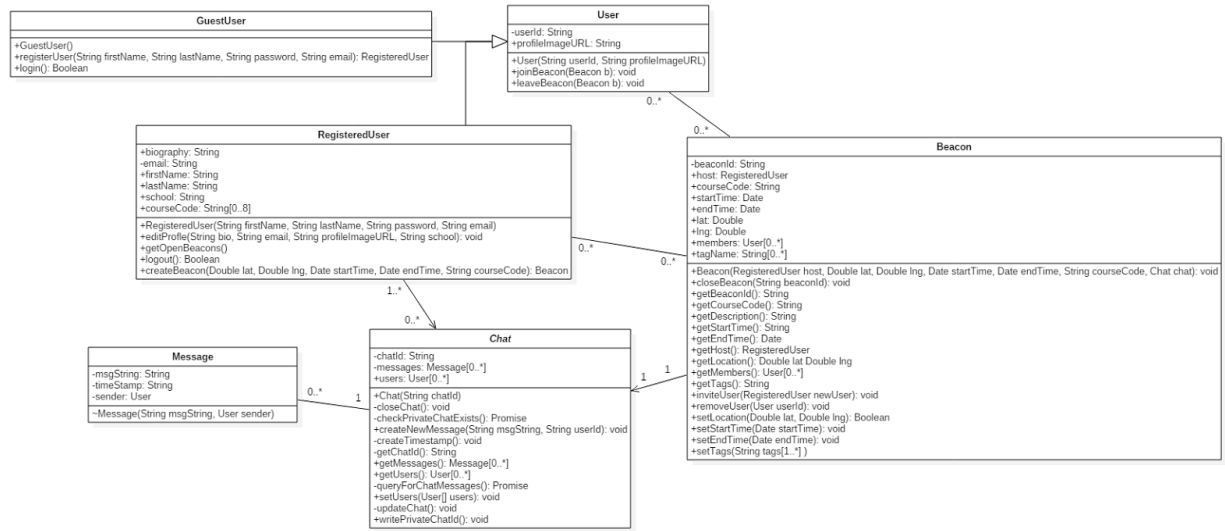 GuestUser
+GuestUser()
+registerUser(String firstName, String lastName, String password, String email): RegisteredUser
+login(): Boolean
User
-userId: String
+profileImageURL: String
+User(String userId, String profileImageURL)
+joinBeacon(Beacon b): void
+leaveBeacon(Beacon b): void
0..*
0..*
RegisteredUser
+biography: String
-email: String
+firstName: String
+lastName: String
+school: String
+courseCode: String[0..8]
+RegisteredUser(String firstName, String lastName, String password, String email)
+editProfle(String bio, String email, String profileImageURL, String school): void
+getOpenBeacons()
+logout(): Boolean
+createBeacon(Double lat, Double lng, Date startTime, Date endTime, String courseCode): Beacon
0..*
0..*
1..*
0..*
Beacon
-beaconId: String
+host: RegisteredUser
+courseCode: String
+startTime: Date
+endTime: Date
+lat: Double
+lng: Double
+members: User[0..*]
+tagName: String[0..*]
+Beacon(RegisteredUser host, Double lat, Double lng, Date startTime, Date endTime, String courseCode, Chat chat): void
+closeBeacon(String beaconId): void
+getBeaconId(): String
+getCourseCode(): String
+getDescription(): String
+getStartTime(): String
+getEndTime(): Date
+getHost(): RegisteredUser
+getLocation(): Double lat Double lng
+getMembers(): User[0..*]
+getTags(): String
+inviteUser(RegisteredUser newUser): void
+removeUser(User userId): void
+setLocation(Double lat, Double lng): Boolean
+setStartTime(Date startTime): void
+setEndTime(Date endTime): void
+setTags(String tags[1..*] )
Message
-msgString: String
-timeStamp: String
-sender: User
~Message(String msgString, User sender)
0..*
1
Chat
-chatId: String
-messages: Message[0..*]
+users: User[0..*]
+Chat(String chatId)
-closeChat(): void
-checkPrivateChatExists(): Promise
+createNewMessage(String msgString, String userId): void
-createTimestamp(): void
-getChatId(): String
+getMessages(): Message[0..*]
+getUsers(): User[0..*]
-queryForChatMessages(): Promise
+setUsers(User[] users): void
-updateChat(): void
+writePrivateChatId(): void
1
1